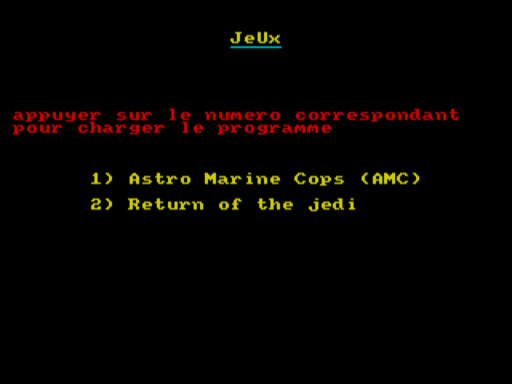 JeUx
appuyer sur le numero correspondant
pour charger le programme
1) Astro Marine Cops (AMC)
2) Return of the jedi